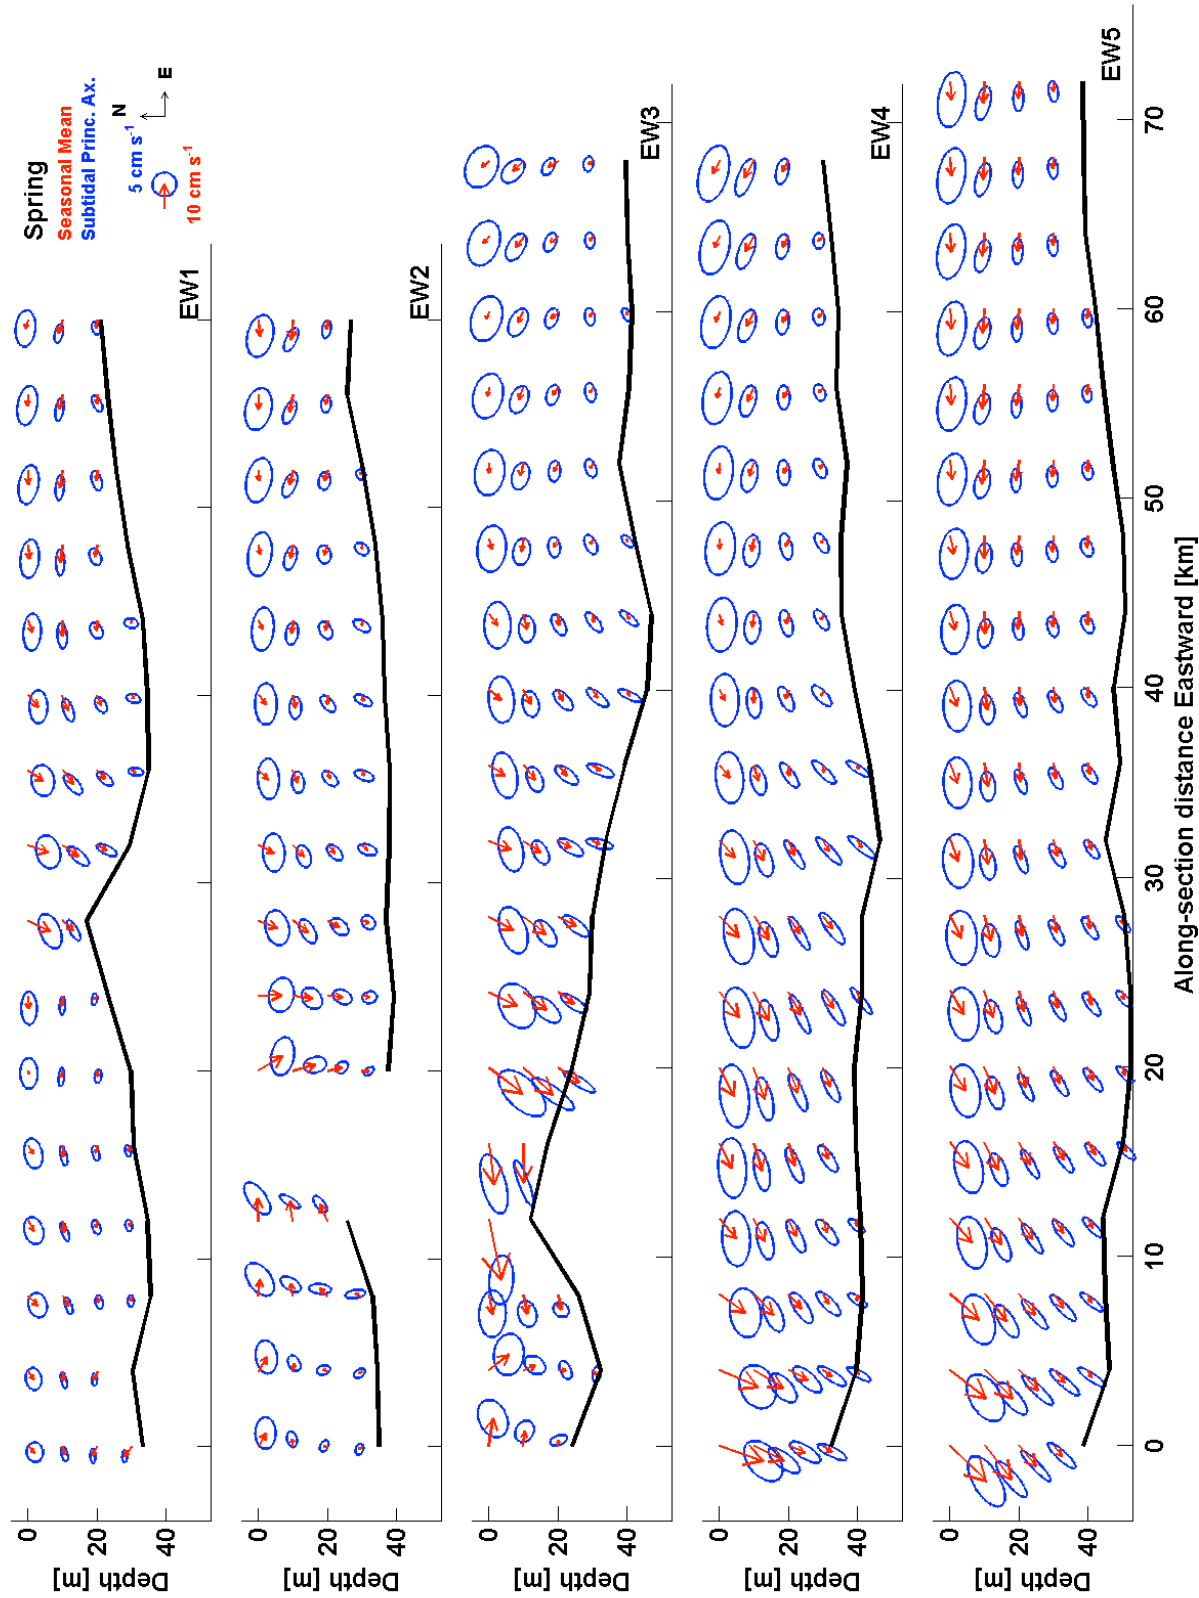 Spring
Seasonal Mean
Subtidal Princ. Ax.
5 cm s⁻¹
10 cm s⁻¹
N
E
EW1
0
20
40
Depth [m]
EW2
0
20
40
Depth [m]
EW3
0
20
40
Depth [m]
EW4
0
20
40
Depth [m]
EW5
0
20
40
Depth [m]
0
10
20
30
40
50
60
70
Along-section distance Eastward [km]